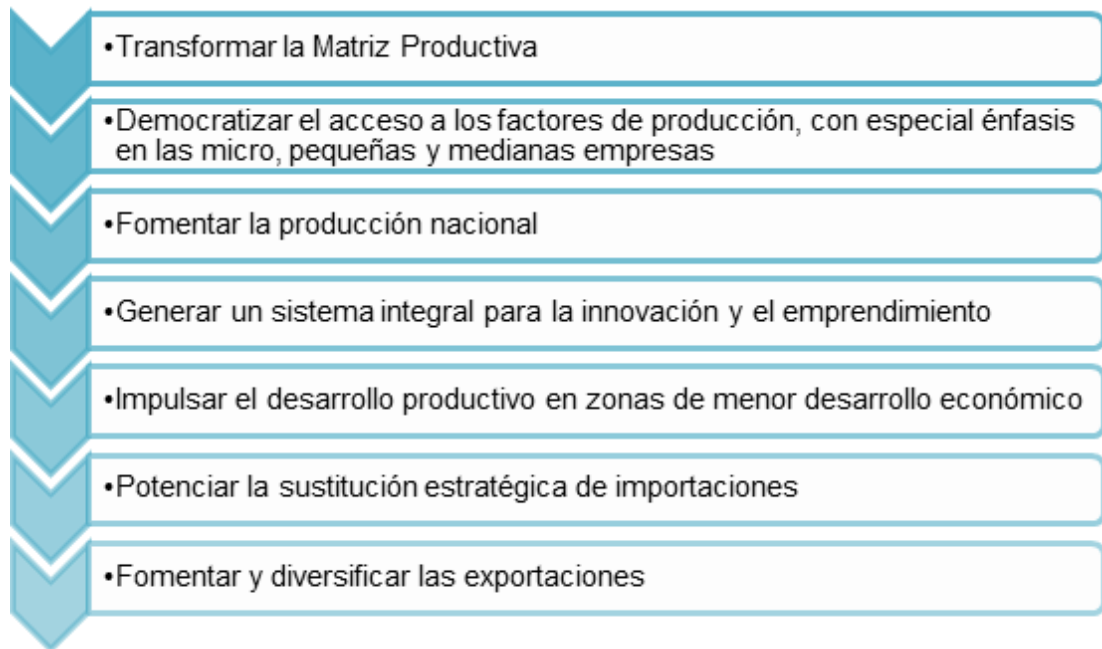 •Transformar la Matriz Productiva
•Democratizar el acceso a los factores de producción, con especial énfasis
en las micro, pequeñas y medianas empresas
•Fomentar la producción nacional
•Generar un sistema integral para la innovación y el emprendimiento
•Impulsar el desarrollo productivo en zonas de menor desarrollo económico
•Potenciar la sustitución estratégica de importaciones
•Fomentar y diversificar las exportaciones